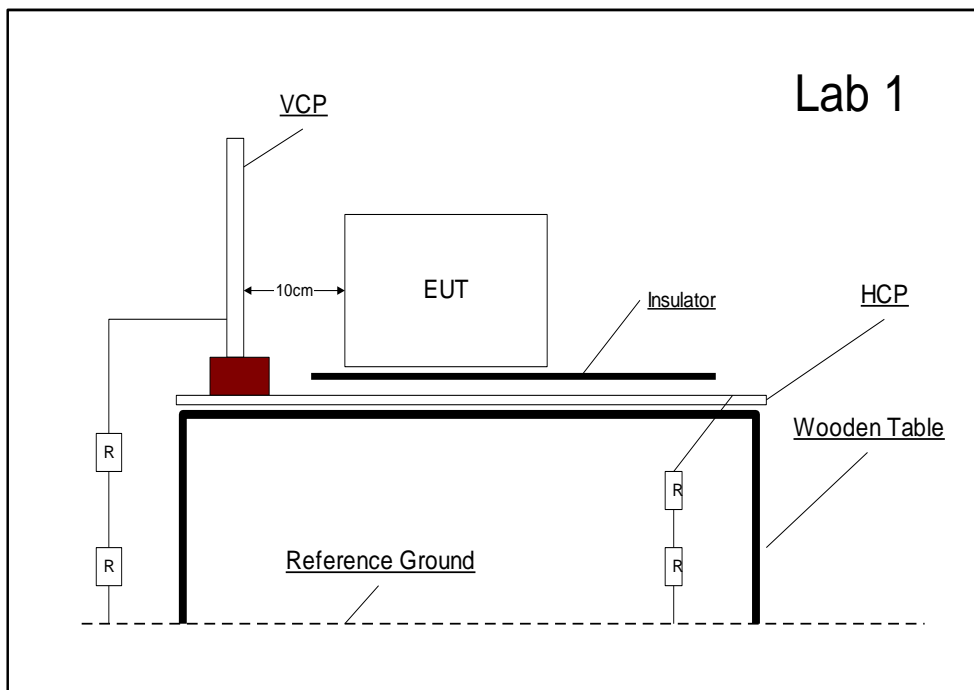 Lab 1
VCP
10cm
EUT
Insulator
HCP
Wooden Table
R
R
R
R
Reference Ground